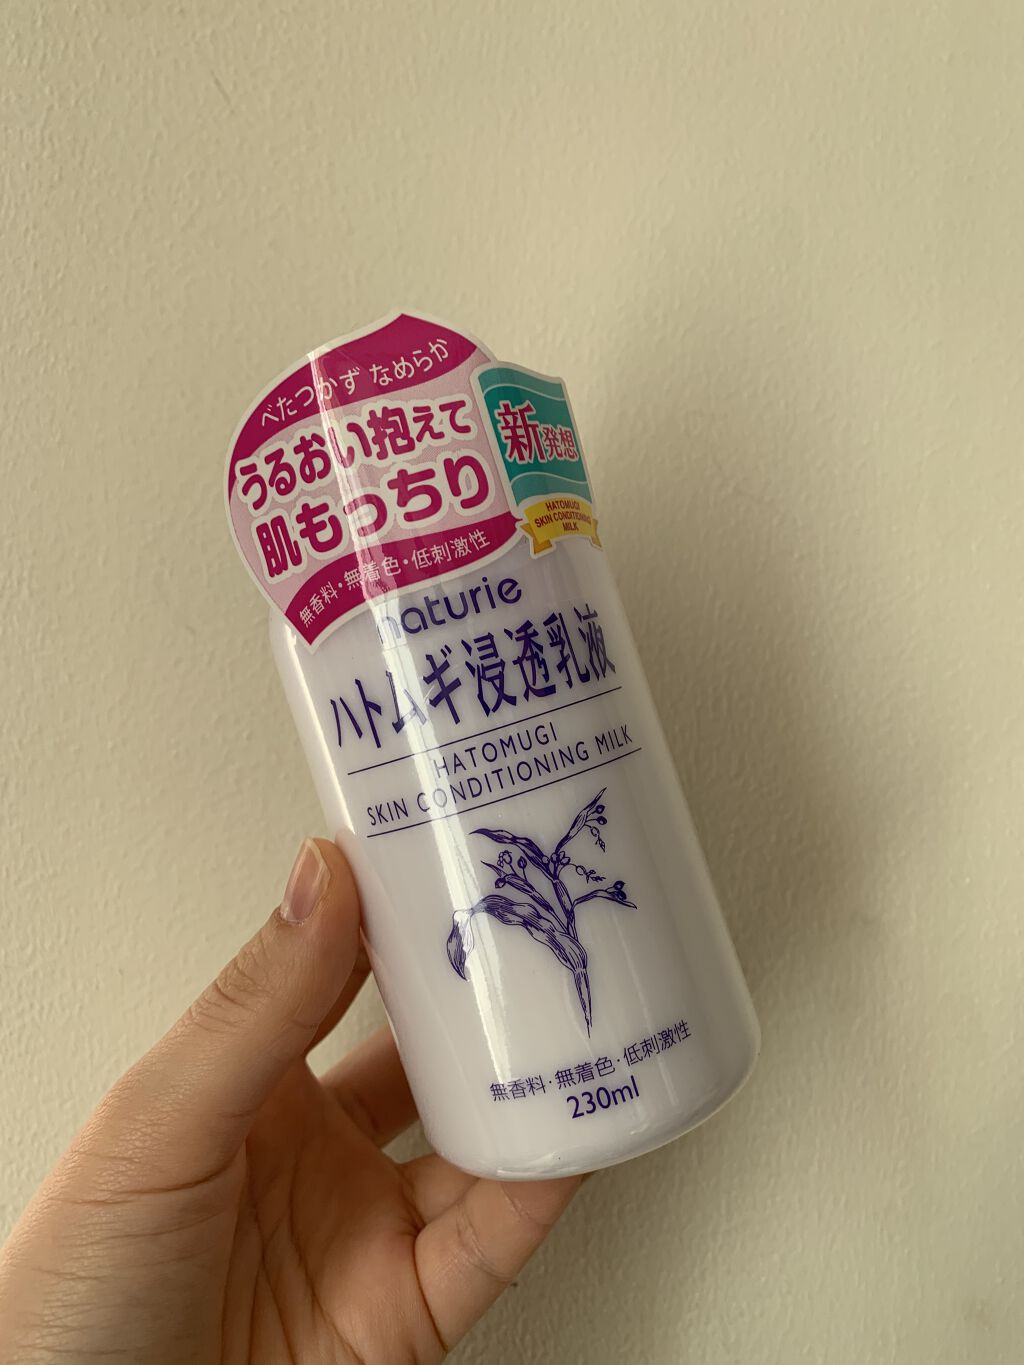 べたつかず なめらか
うるおい抱えて
肌もっちり
無香料・無着色・低刺激性
新発想
HATOMUGI
SKIN CONDITIONING
MILK
naturie
ハトムギ浸透乳液
HATOMUGI
SKIN CONDITIONING MILK
無香料・無着色・低刺激性
230ml